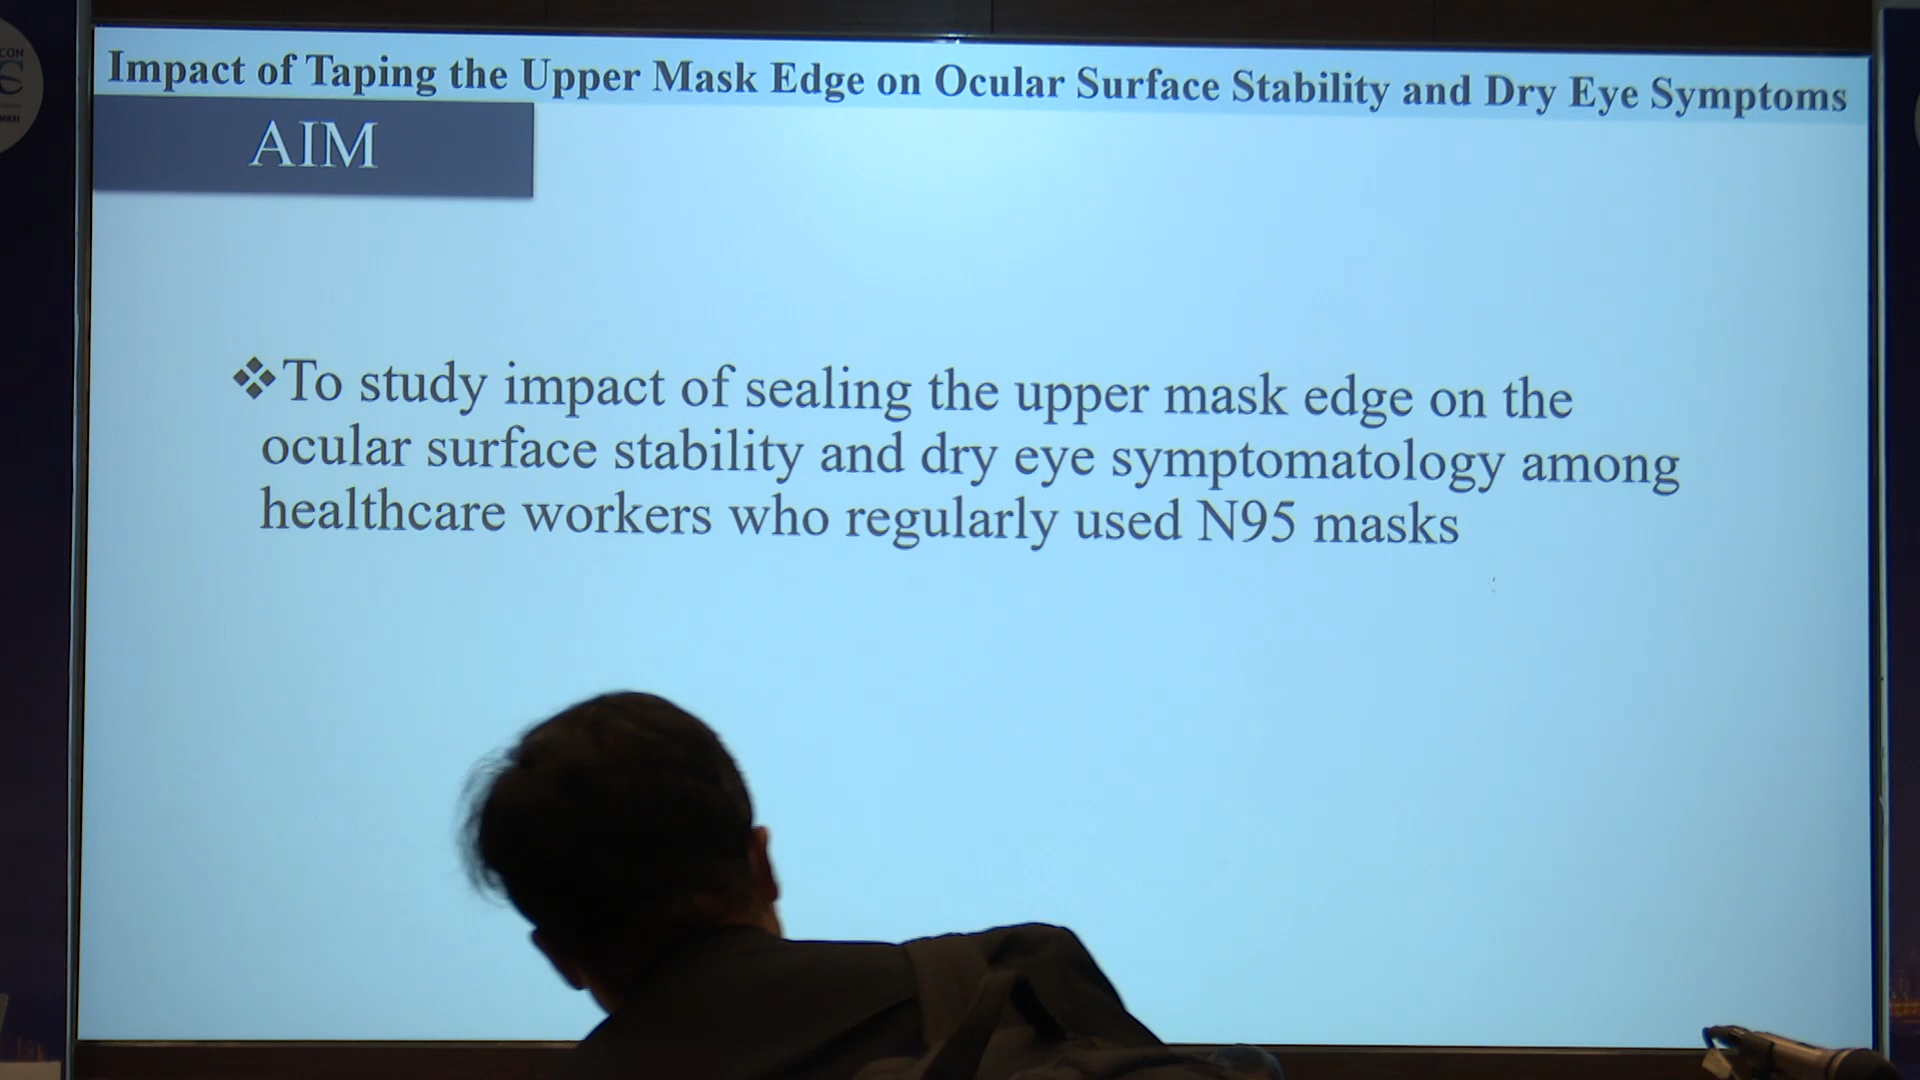 Impact of Taping the Upper Mask Edge on Ocular Surface Stability and Dry Eye Symptoms
AIM
❖To study impact of sealing the upper mask edge on the
ocular surface stability and dry eye symptomatology among
healthcare workers who regularly used N95 masks
CON